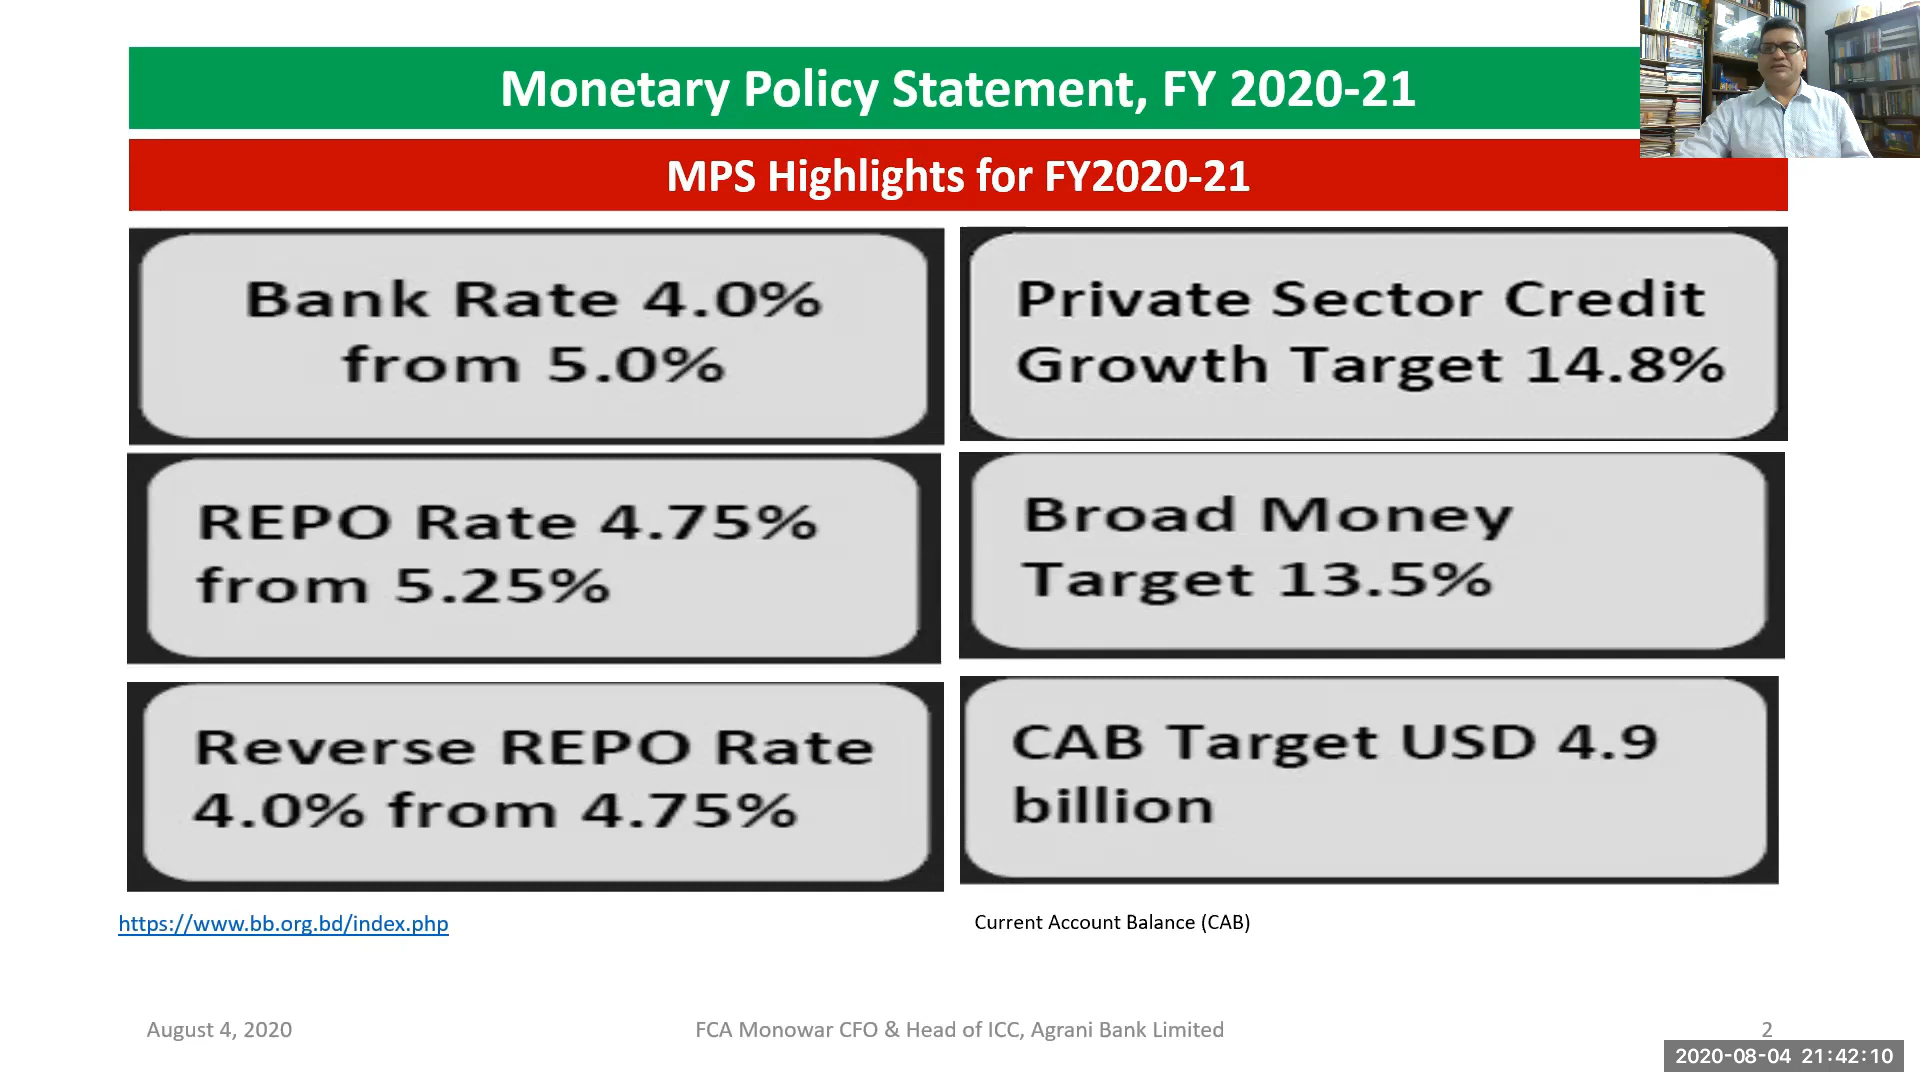 Monetary Policy Statement, FY 2020-21
MPS Highlights for FY2020-21
Bank Rate 4.0%
from 5.0%
Private Sector Credit
Growth Target 14.8%
REPO Rate 4.75%
from 5.25%
Broad Money
Target 13.5%
Reverse REPO Rate
4.0% from 4.75%
CAB Target USD 4.9
billion
https://www.bb.org.bd/index.php
Current Account Balance (CAB)
August 4, 2020
FCA Monowar CFO & Head of ICC, Agrani Bank Limited
2
2020-08-04 21:42:10